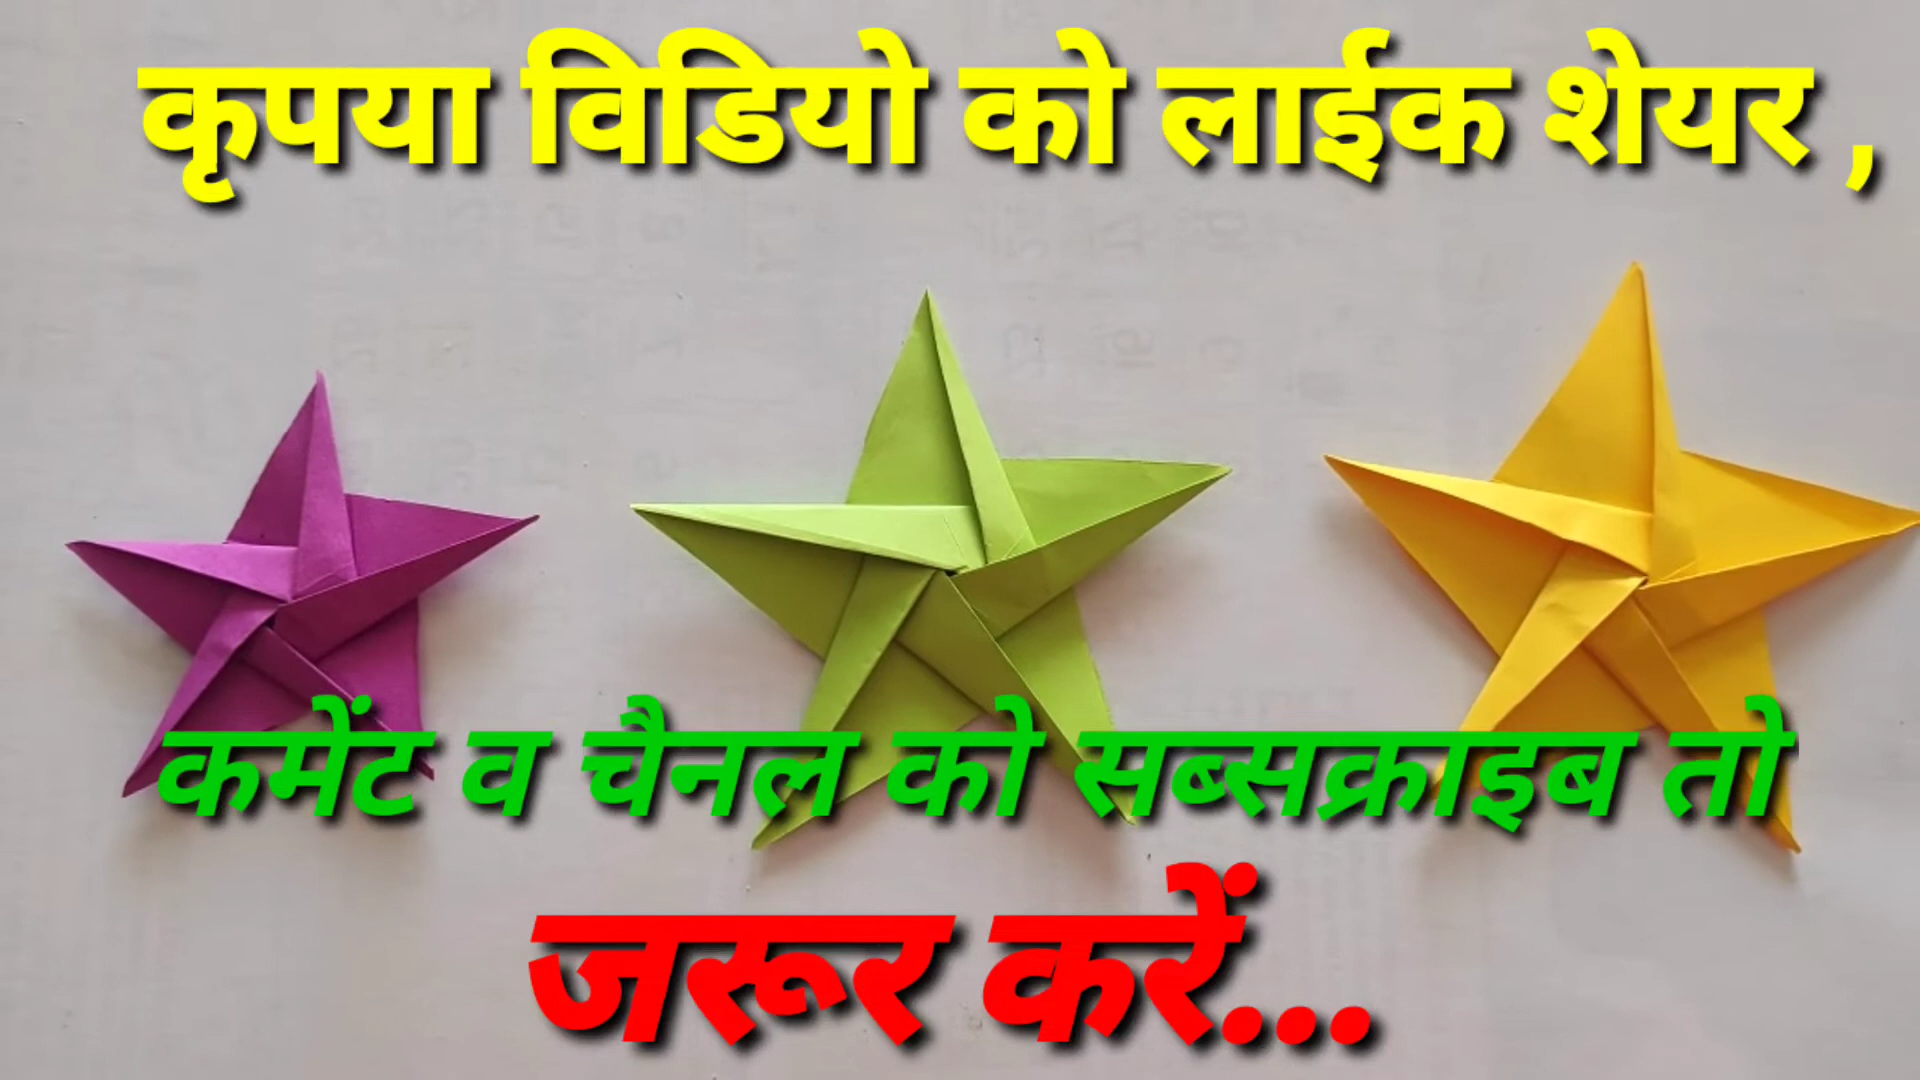 कृपया विडियो को लाईक शेयर ,
कमेंट व चैनल को सब्सक्राइब तो
जरूर करें...